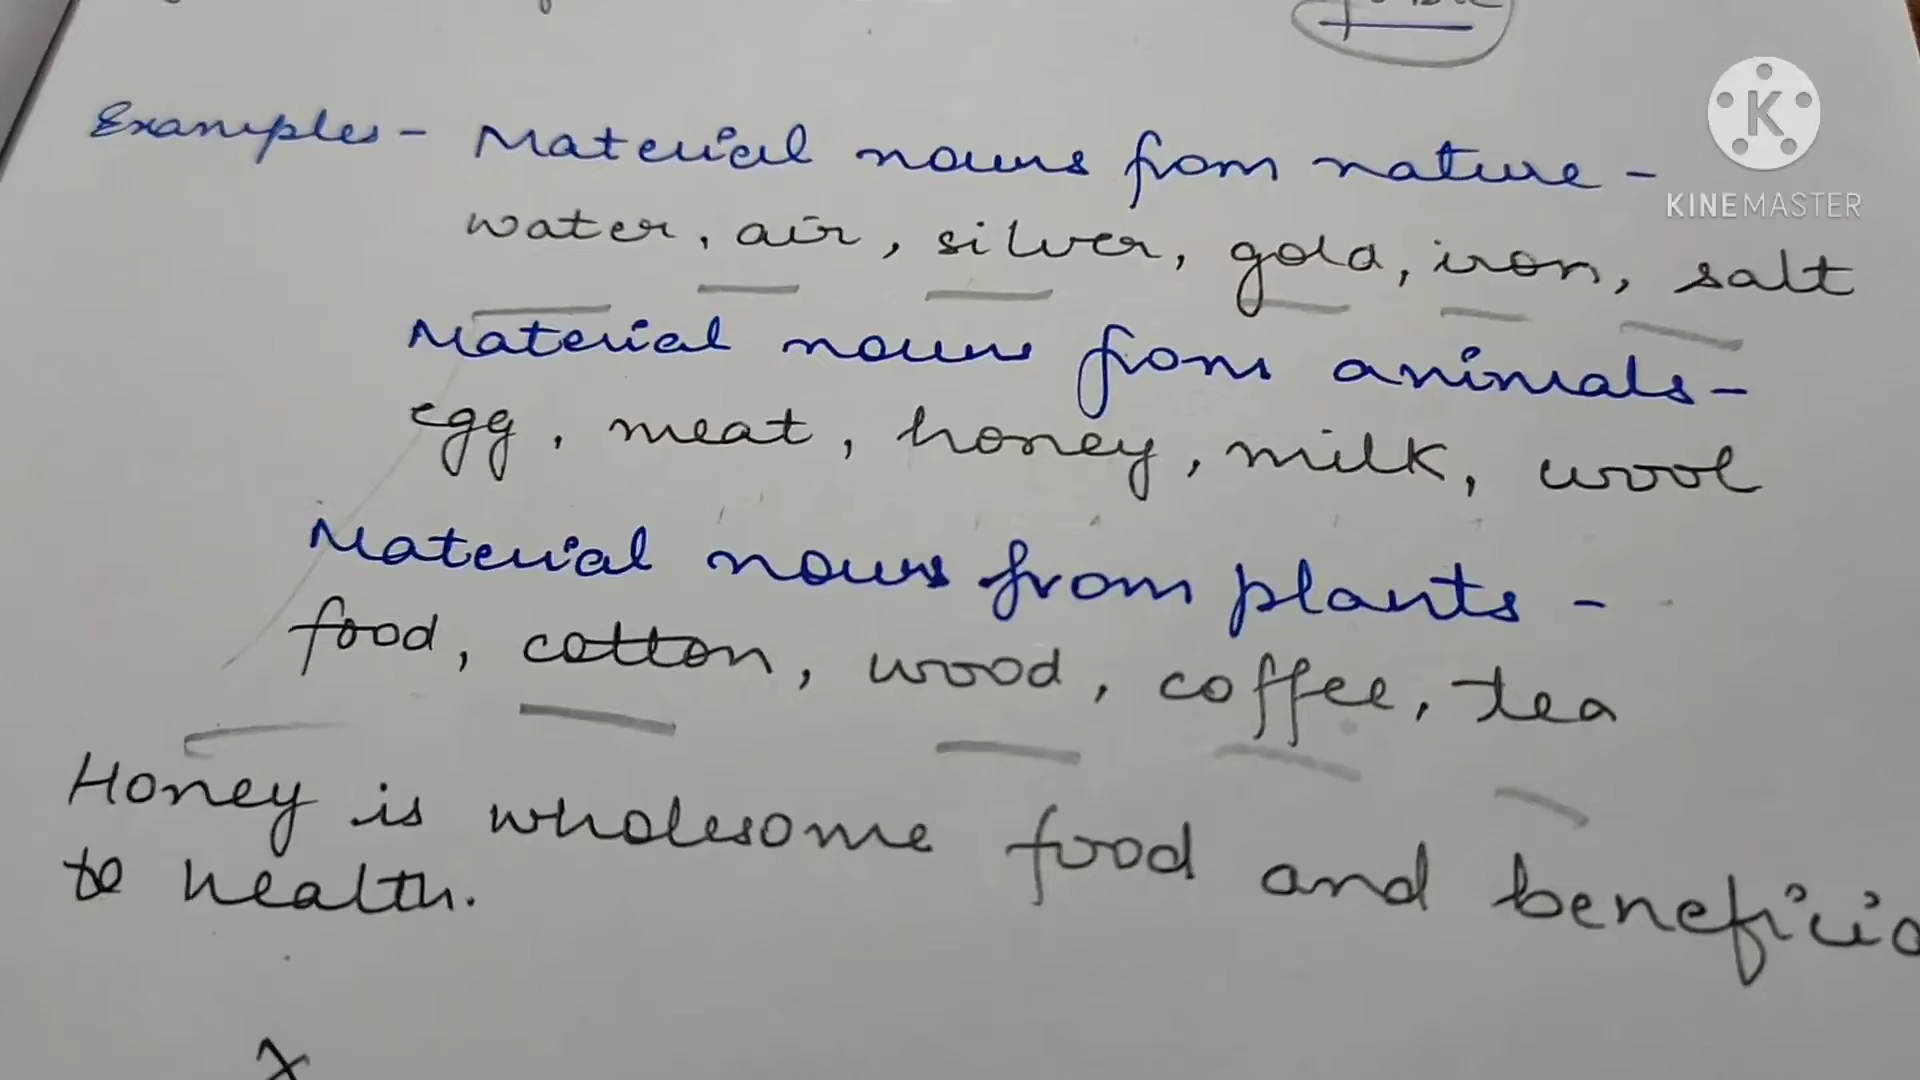 Examples - Material nouns from nature -
water, air, silver, gold, iron, salt
Material nouns from animals -
egg, meat, honey, milk, wool
Material nouns from plants -
food, cotton, wood, coffee, tea
Honey is wholesome food and beneficia
to health.
K
KINEMASTER